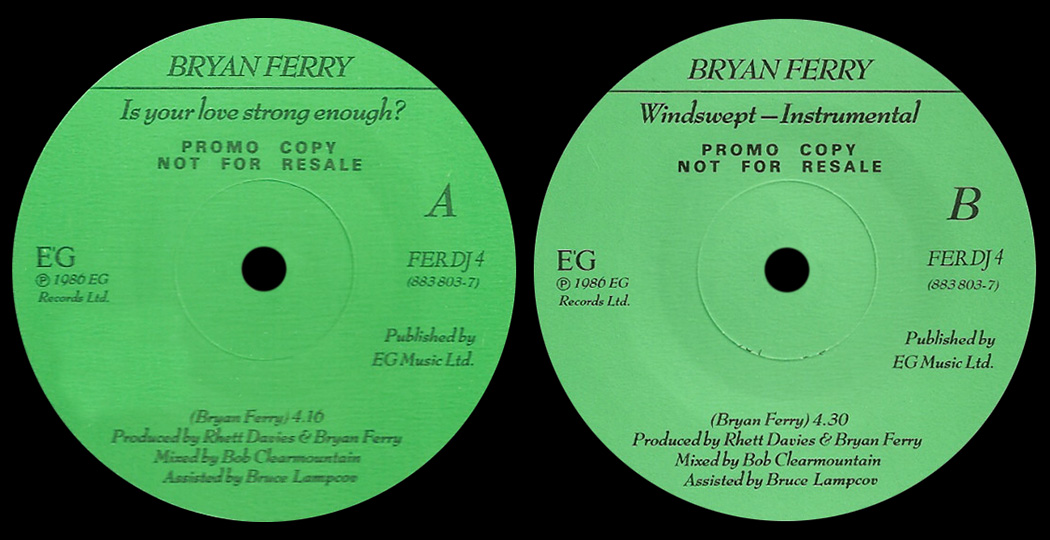 BRYAN FERRY
Is your love strong enough?
PROMO COPY
NOT FOR RESALE
A
EG
℗ 1986 EG
Records Ltd.
FERDJ 4
(883 803-7)
Published by
EG Music Ltd.
(Bryan Ferry) 4.16
Produced by Rhett Davies & Bryan Ferry
Mixed by Bob Clearmountain
Assisted by Bruce Lampcov
BRYAN FERRY
Windswept – Instrumental
PROMO COPY
NOT FOR RESALE
B
EG
℗ 1986 EG
Records Ltd.
FERDJ 4
(883 803-7)
Published by
EG Music Ltd.
(Bryan Ferry) 4.30
Produced by Rhett Davies & Bryan Ferry
Mixed by Bob Clearmountain
Assisted by Bruce Lampcov